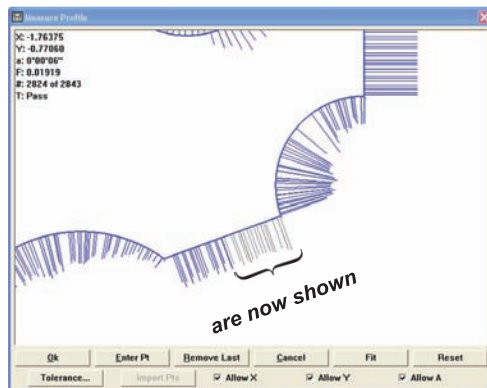 Measure Profile
X: -1.76375
Y: -0.77060
a: 0°00'06"
F: 0.01919
#: 2824 of 2843
T: Pass
are now shown
Ok Enter Pt Remove Last Cancel Fit Reset
Tolerance... Import Pts Allow X Allow Y Allow A